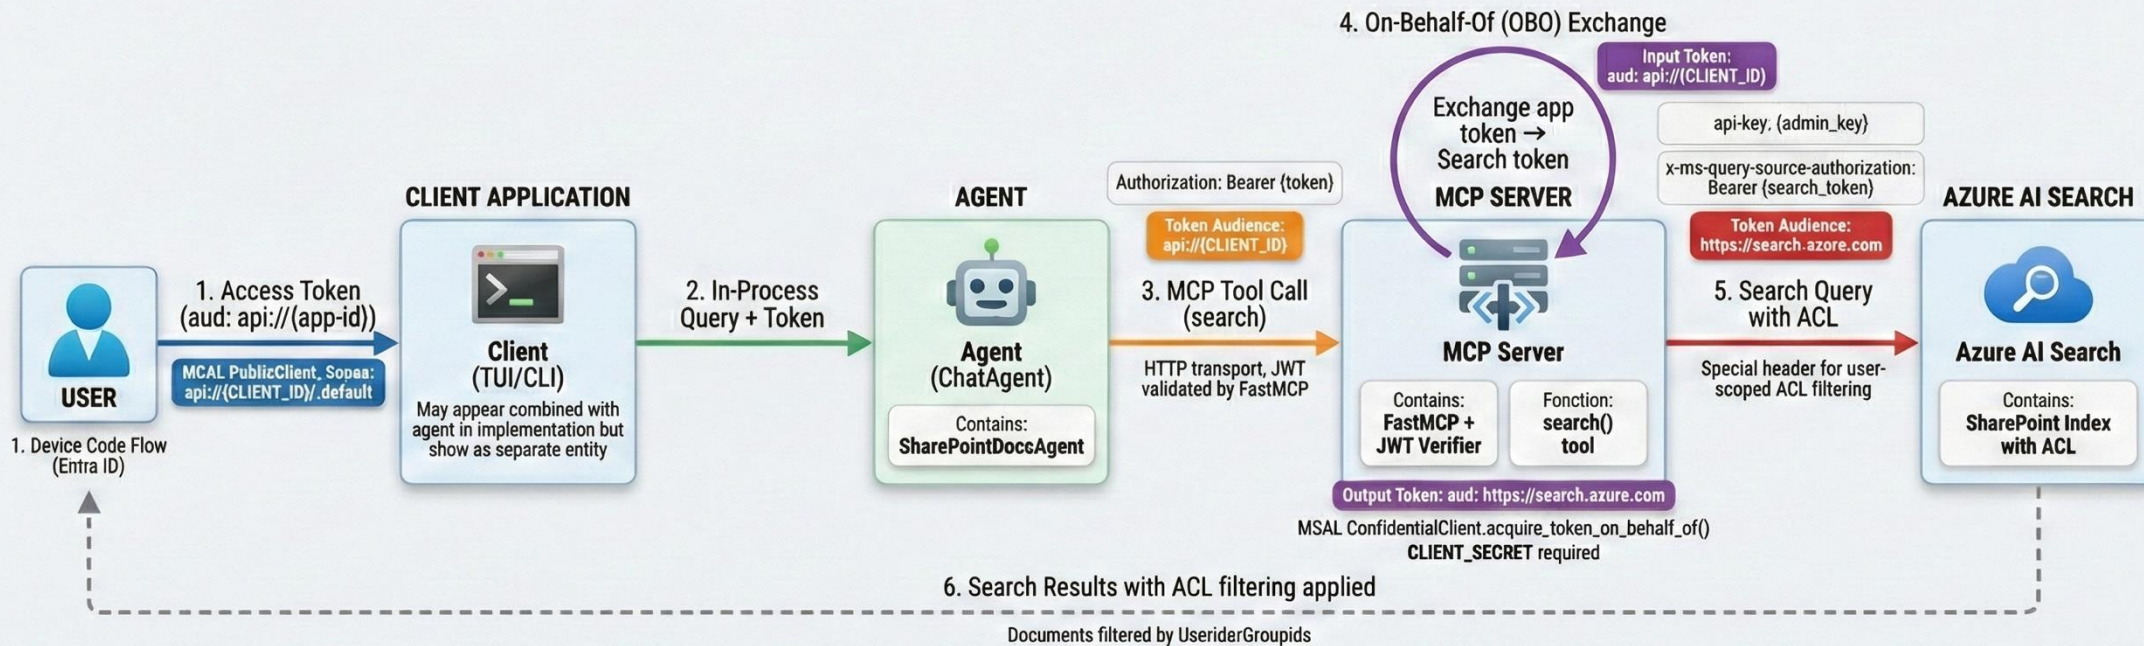 4. On-Behalf-Of (OBO) Exchange
Input Token:
aud: api://(CLIENT_ID)
Exchange app
token →
Search token
api-key. {admin_key}
x-ms-query-source-authorization:
Bearer {search_token}
Authorization: Bearer {token}
CLIENT APPLICATION
AGENT
MCP SERVER
AZURE AI SEARCH
Token Audience:
api://{CLIENT_ID}
Token Audience:
https://search.azore.com
1. Access Token
(aud: api://(app-id))
2. In-Process
Query + Token
3. MCP Tool Call
(search)
5. Search Query
with ACL
MCAL PublicClient, Sopaa:
api://{CLIENT_ID}/.default
USER
1. Device Code Flow
(Entra ID)
Client
(TUI/CLI)
May appear combined with
agent in implementation but
show as separate entity
Agent
(ChatAgent)
Contains:
SharePointDocsAgent
HTTP transport, JWT
validated by FastMCP
MCP Server
Contains:
FastMCP +
JWT Verifier
Fonction:
search()
tool
Special header for user-
scoped ACL filtering
Azure AI Search
Contains:
SharePoint Index
with ACL
Output Token: aud: https://search.azure.com
MSAL ConfidentialClient.acquire_token_on_behalf_of()
CLIENT_SECRET required
6. Search Results with ACL filtering applied
Documents filtered by UseridarGroupids